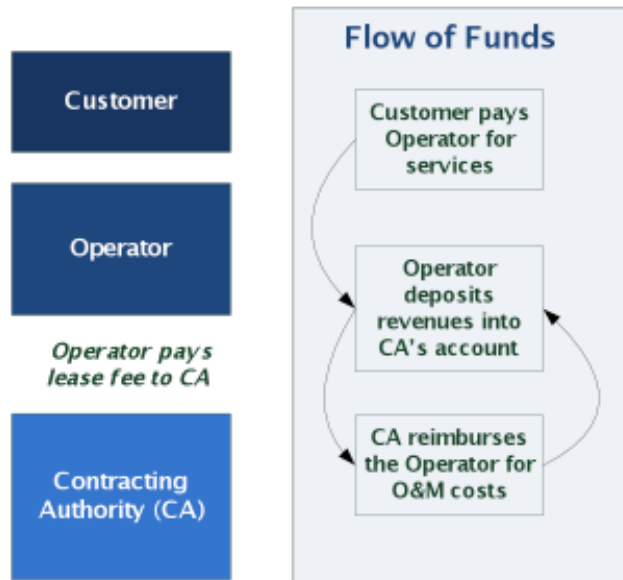 Customer
Operator
Operator pays
lease fee to CA
Contracting
Authority (CA)
Flow of Funds
Customer pays
Operator for
services
Operator
deposits
revenues into
CA's account
CA reimburses
the Operator for
O&M costs